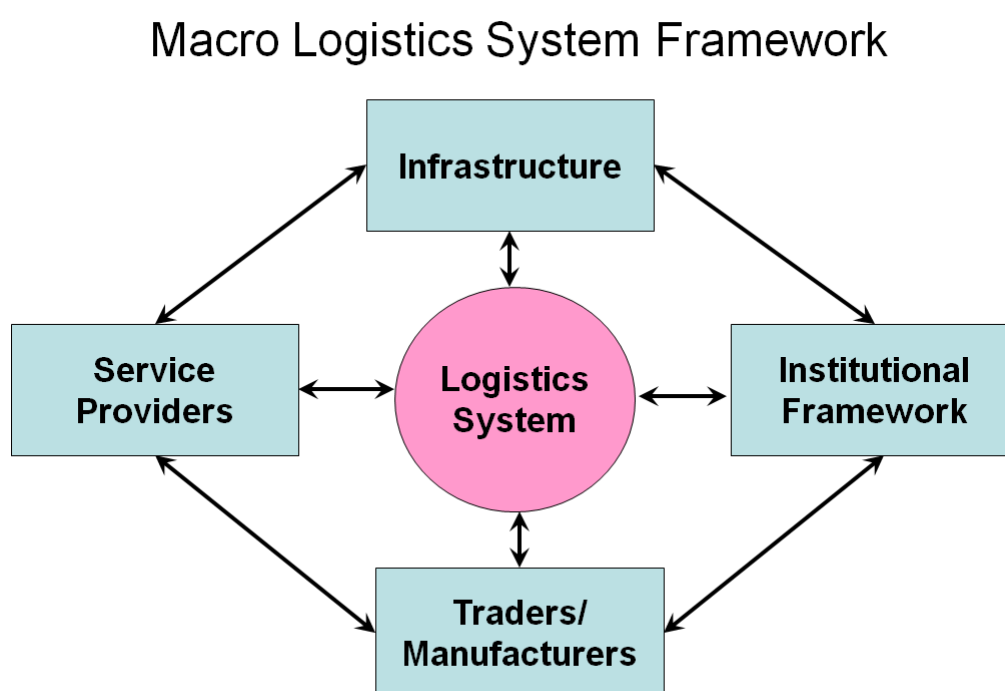 Macro Logistics System Framework
Infrastructure
Service
Providers
Logistics
System
Institutional
Framework
Traders/
Manufacturers